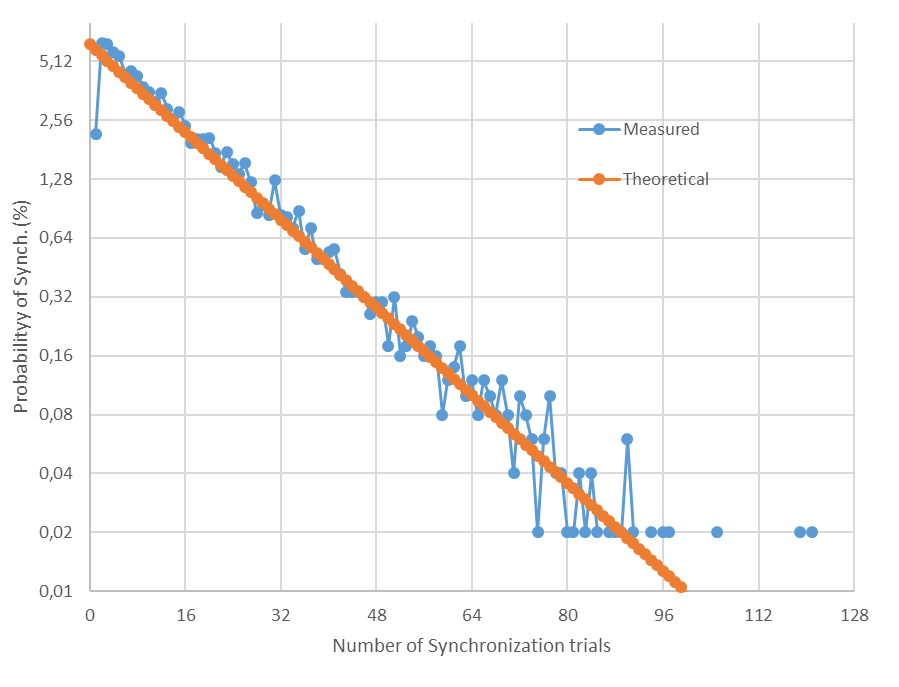 5,12
2,56
1,28
0,64
0,32
0,16
0,08
0,04
0,02
0,01
Probabilityy of Synch.(%)
Measured
Theoretical
0 16 32 48 64 80 96 112 128
Number of Synchronization trials